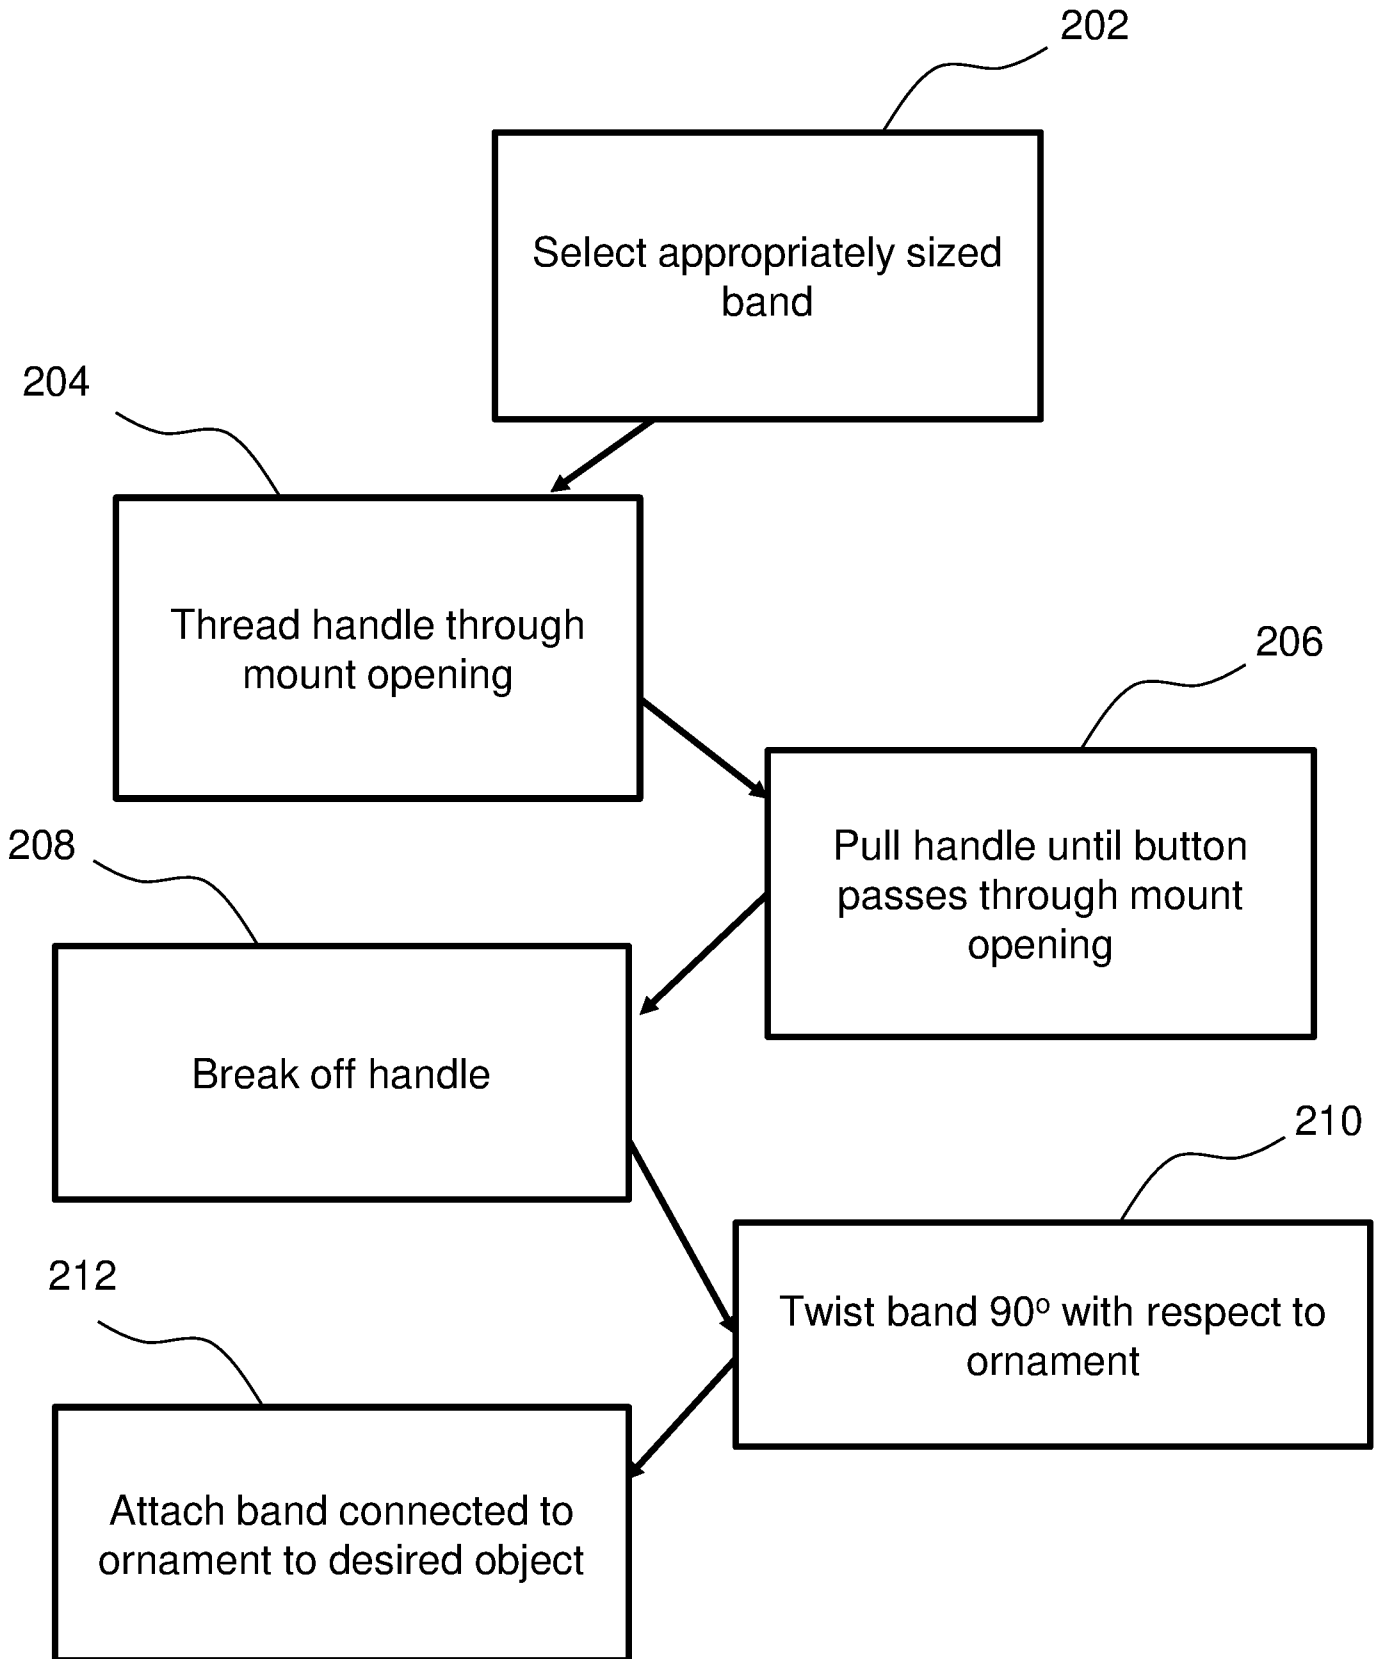 202
Select appropriately sized
band
204
Thread handle through
mount opening
206
Pull handle until button
passes through mount
opening
208
Break off handle
210
Twist band 90º with respect to
ornament
212
Attach band connected to
ornament to desired object